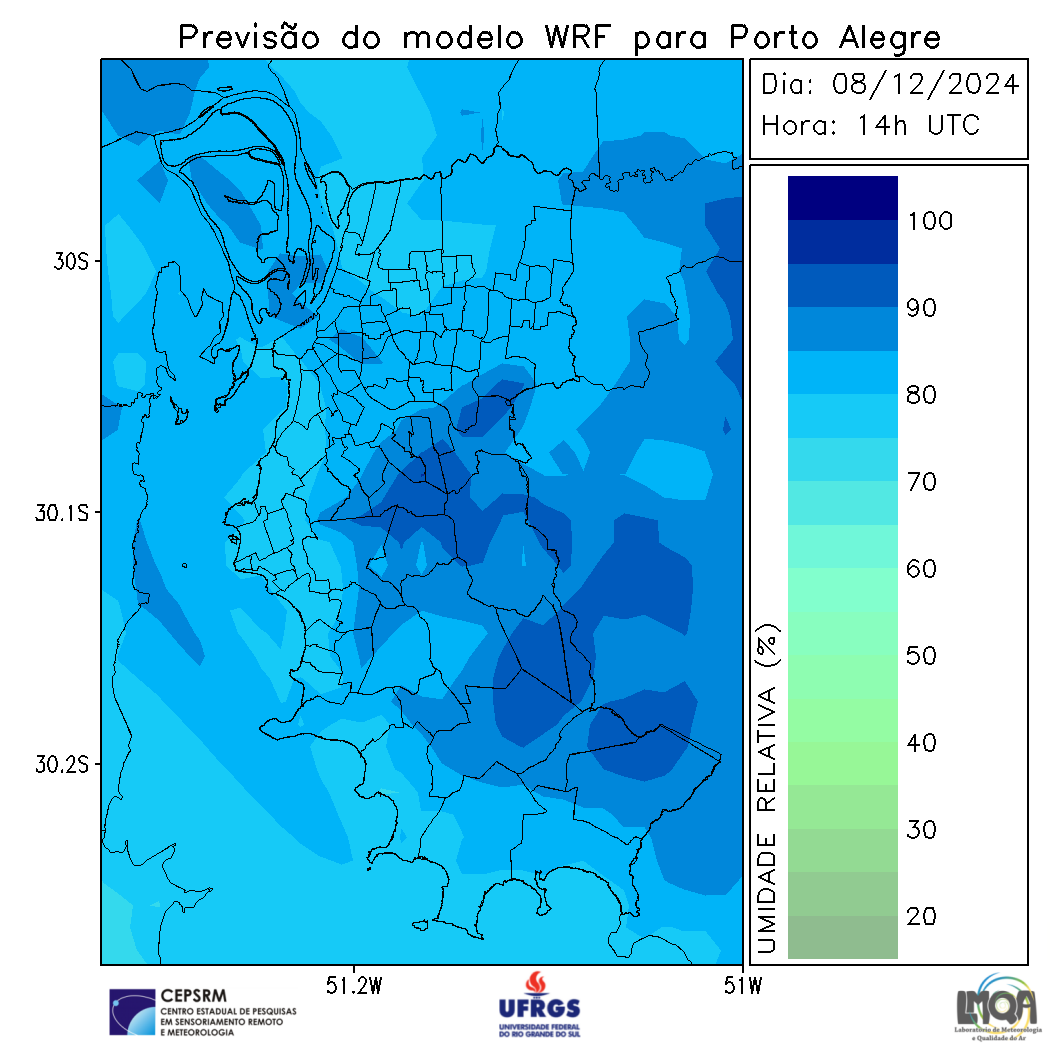 Previsão do modelo WRF para Porto Alegre
Dia: 08/12/2024
Hora: 14h UTC
100
90
80
70
60
50
40
30
20
UMIDADE RELATIVA (%)
30S
30.1S
30.2S
51.2W
51W
CEPSRM
CENTRO ESTADUAL DE PESQUISAS
EM SENSORIAMENTO REMOTO
E METEOROLOGIA
UFRGS
UNIVERSIDADE FEDERAL
DO RIO GRANDE DO SUL
LMQA
Laboratório de Meteorologia
e Qualidade do Ar